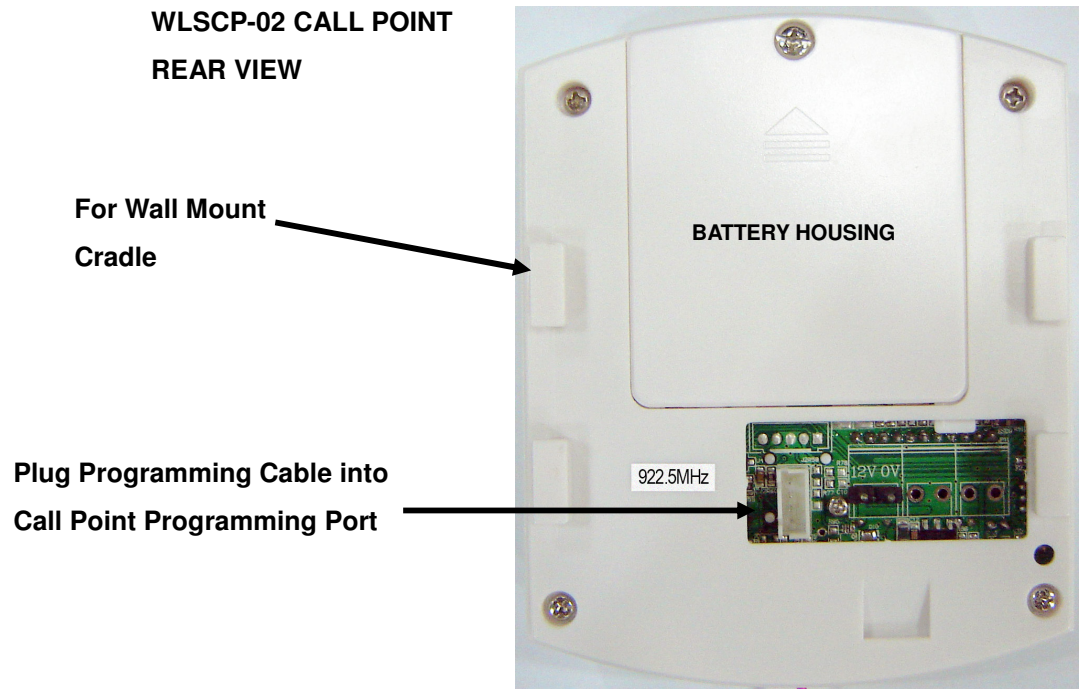 WLSCP-02 CALL POINT
REAR VIEW
For Wall Mount
Cradle
BATTERY HOUSING
Plug Programming Cable into
Call Point Programming Port
922.5MHz
12V 0V